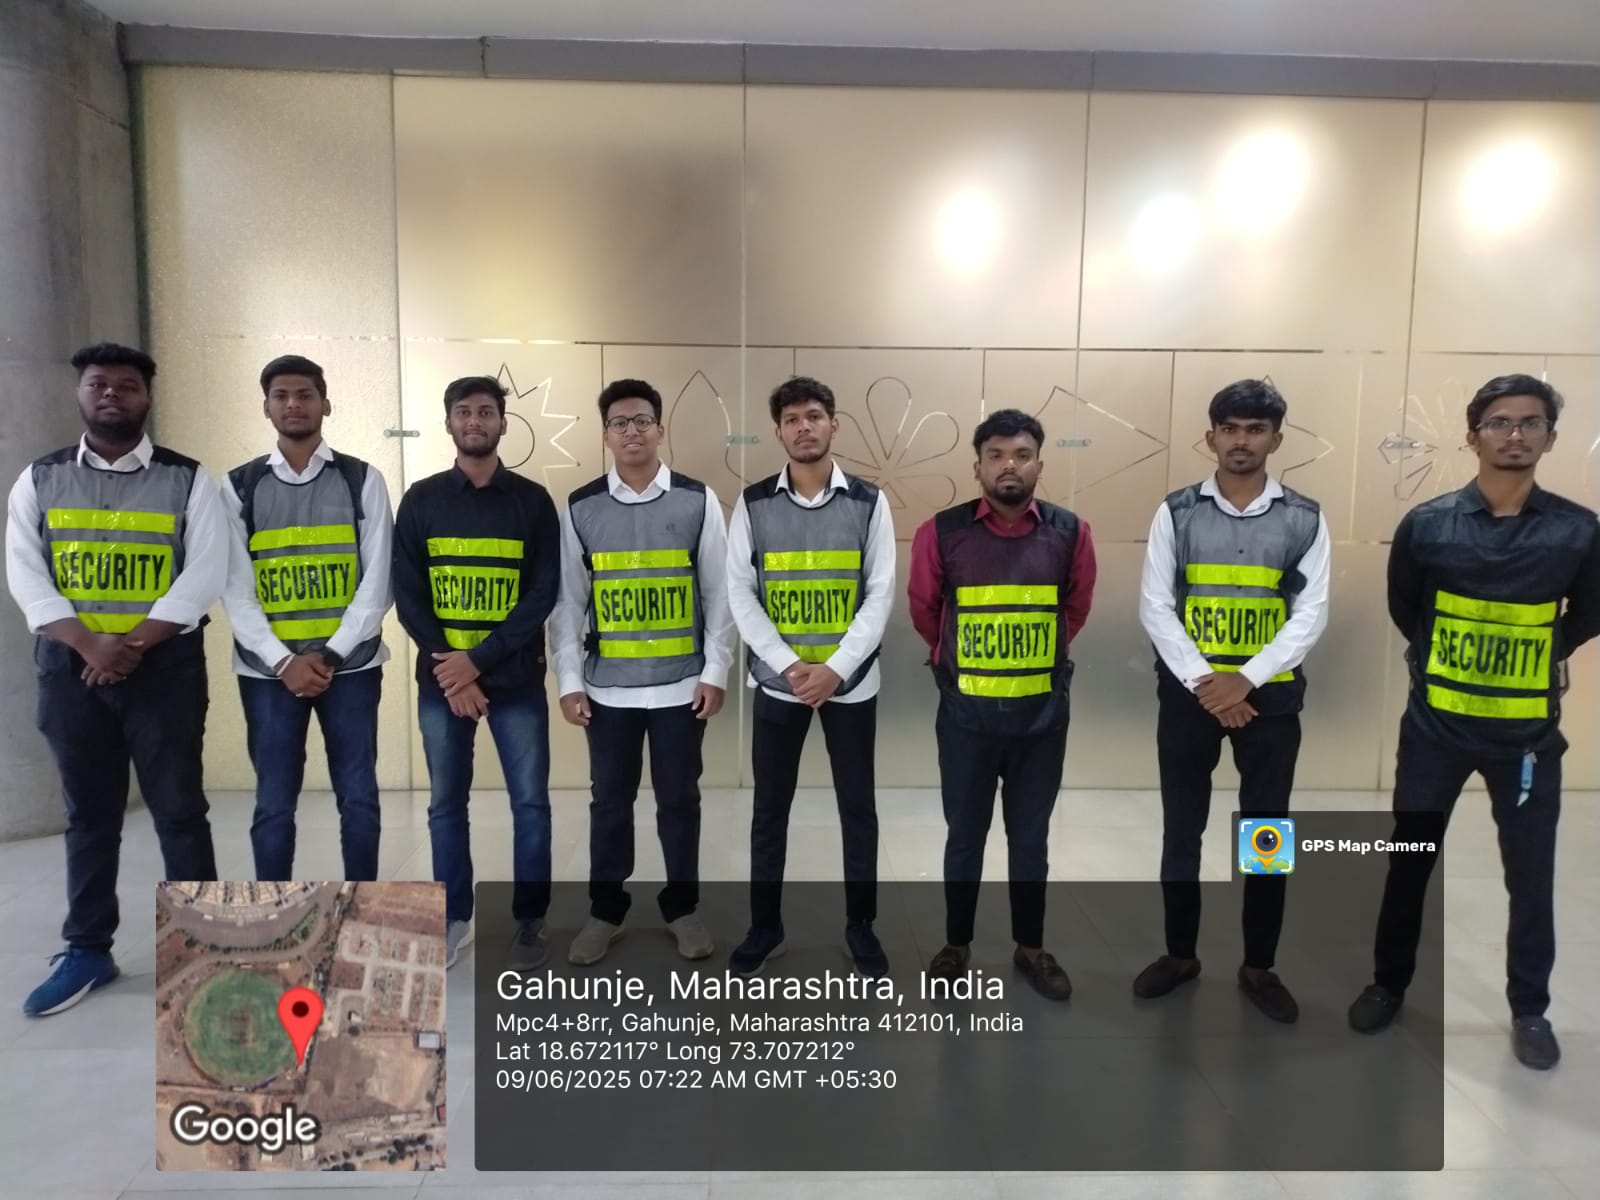 SECURITY
SECURITY
SECURITY
SECURITY
SECURITY
SECURITY
SECURITY
SECURITY
GPS Map Camera
Gahunje, Maharashtra, India
Mpc4+8rr, Gahunje, Maharashtra 412101, India
Lat 18.672117° Long 73.707212°
09/06/2025 07:22 AM GMT +05:30
Google